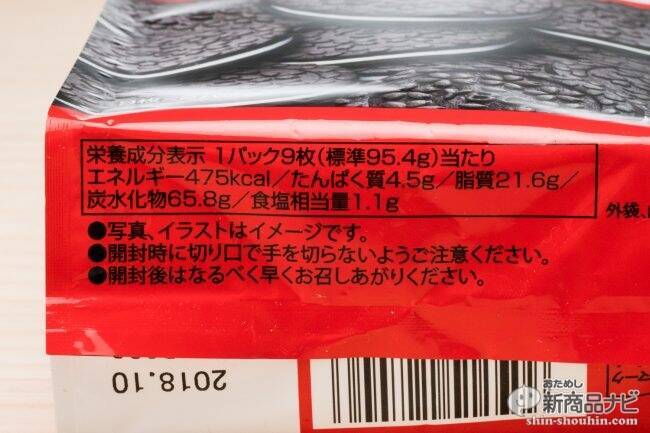 栄養成分表示 1パック9枚(標準95.4g)当たり
エネルギー475kcal/たんぱく質4.5g/脂質21.6g/
炭水化物65.8g/食塩相当量1.1g
●写真、イラストはイメージです。
●開封時に切り口で手を切らないようご注意ください。
●開封後はなるべく早くお召しあがりください。
外袋、
2018.10
マーク
おためし
新商品ナビ
shin-shouhin.com